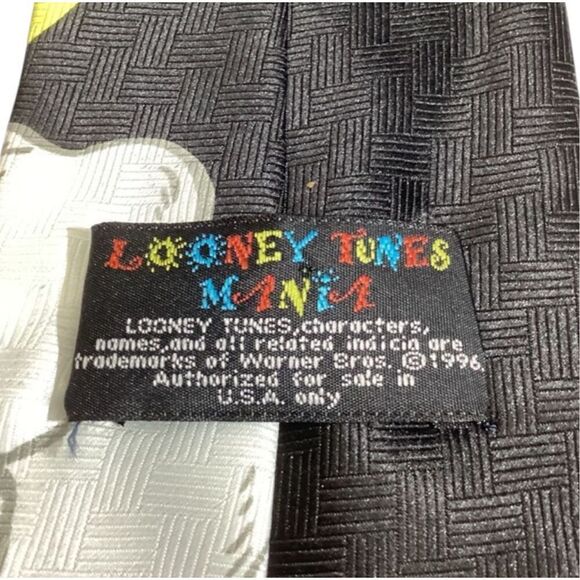 LOONEY TUNES
MANIA
LOONEY TUNES,characters,
names,and all related indicia are
trademarks of Warner Bros. ©1996.
Authorized for sale in
U.S.A. only